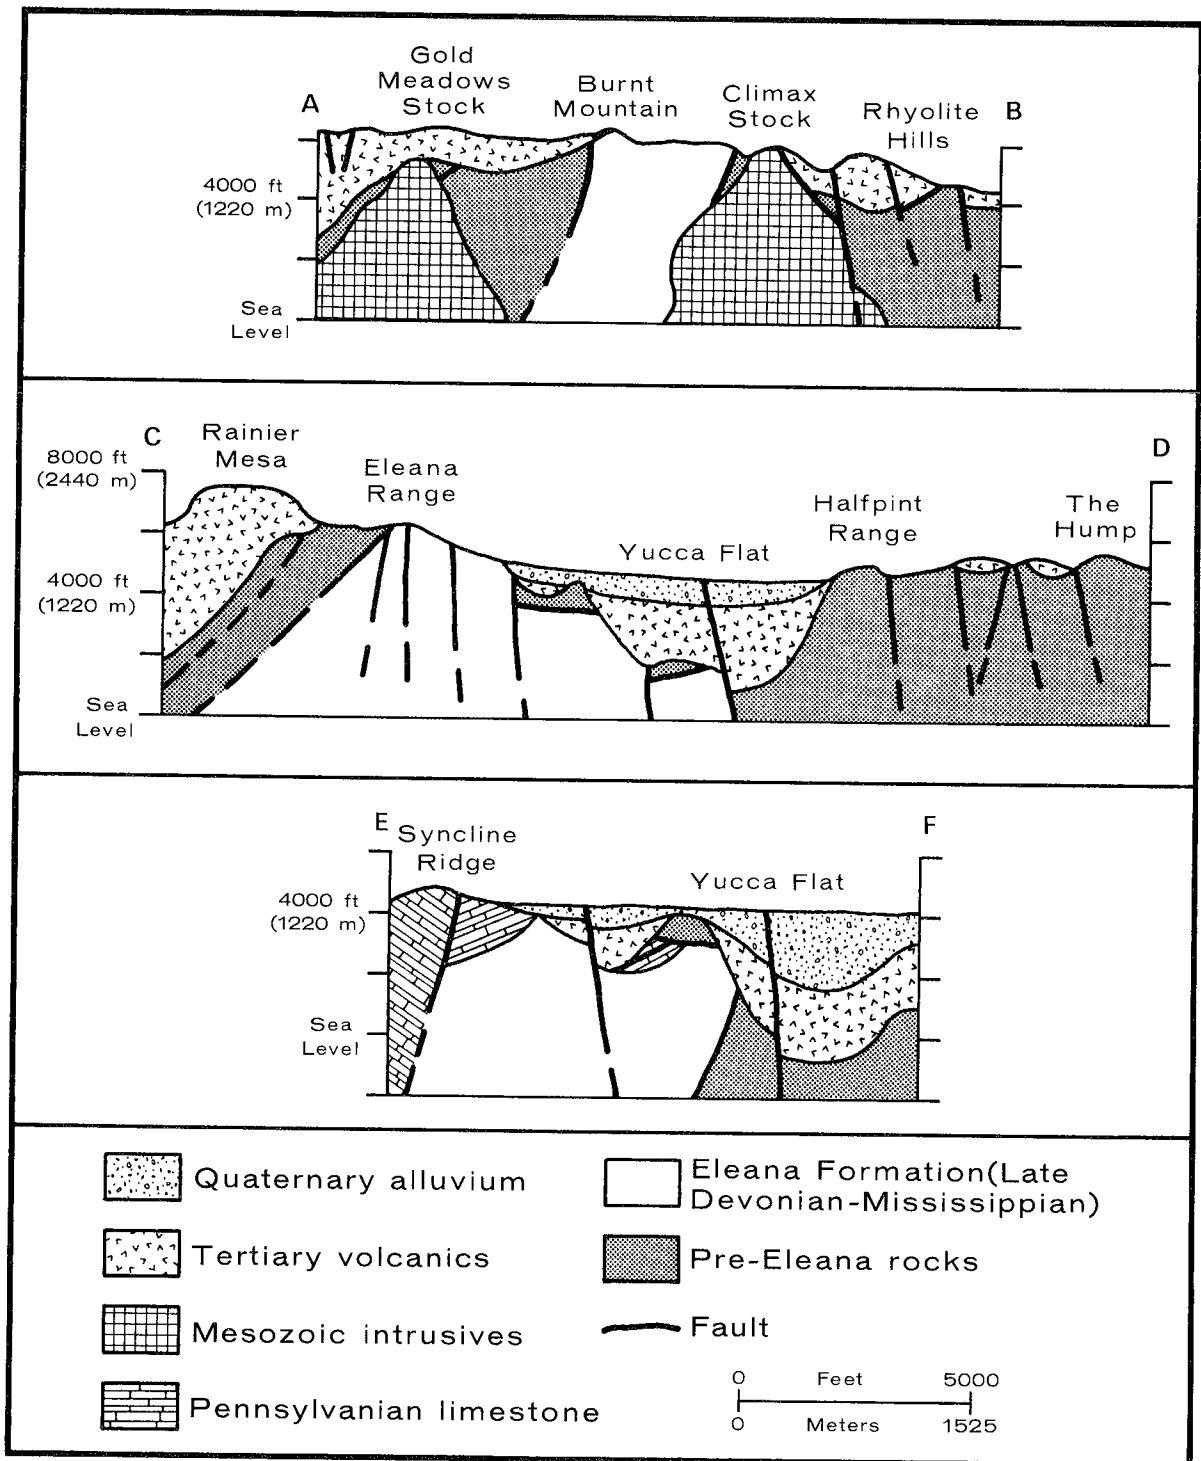 A
Gold
Meadows
Stock
Burnt
Mountain
Climax
Stock
Rhyolite
Hills
B
4000 ft
(1220 m)
Sea
Level
C
Rainier
Mesa
Eleana
Range
Yucca Flat
Halfpint
Range
The
Hump
D
8000 ft
(2440 m)
4000 ft
(1220 m)
Sea
Level
E
Syncline
Ridge
Yucca Flat
F
4000 ft
(1220 m)
Sea
Level
Quaternary alluvium
Tertiary volcanics
Mesozoic intrusives
Pennsylvanian limestone
Eleana Formation(Late
Devonian-Mississippian)
Pre-Eleana rocks
Fault
0 Feet 5000
0 Meters 1525